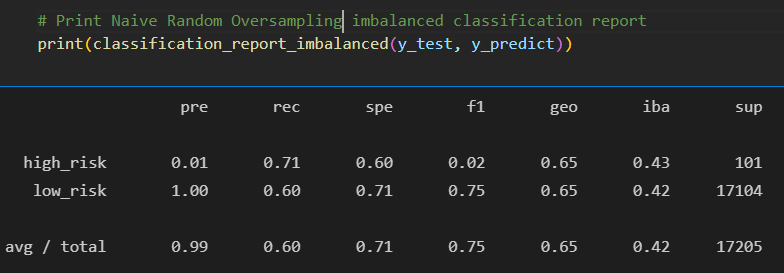 # Print Naive Random Oversampling imbalanced classification report
print(classification_report_imbalanced(y_test, y_predict))
pre rec spe f1 geo iba sup
high_risk 0.01 0.71 0.60 0.02 0.65 0.43 101
low_risk 1.00 0.60 0.71 0.75 0.65 0.42 17104
avg / total 0.99 0.60 0.71 0.75 0.65 0.42 17205